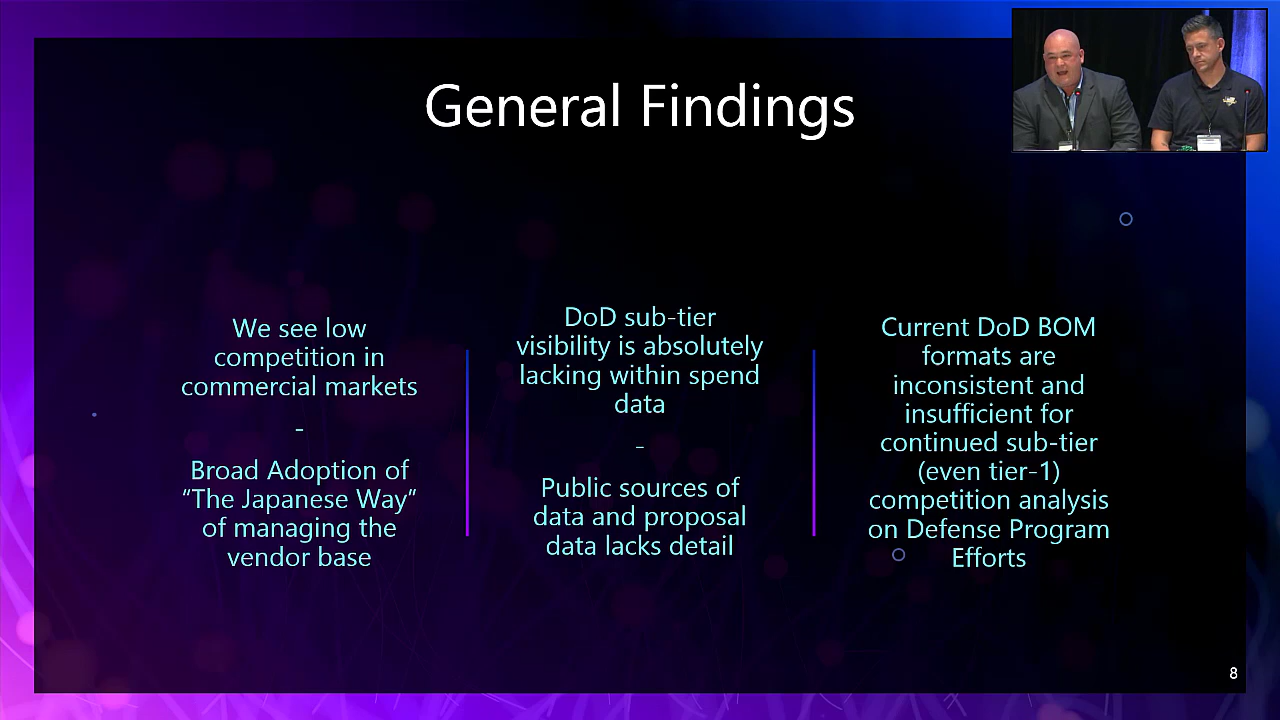 General Findings
We see low
competition in
commercial markets
-
Broad Adoption of
“The Japanese Way”
of managing the
vendor base
DoD sub-tier
visibility is absolutely
lacking within spend
data
-
Public sources of
data and proposal
data lacks detail
Current DoD BOM
formats are
inconsistent and
insufficient for
continued sub-tier
(even tier-1)
competition analysis
on Defense Program
Efforts
8